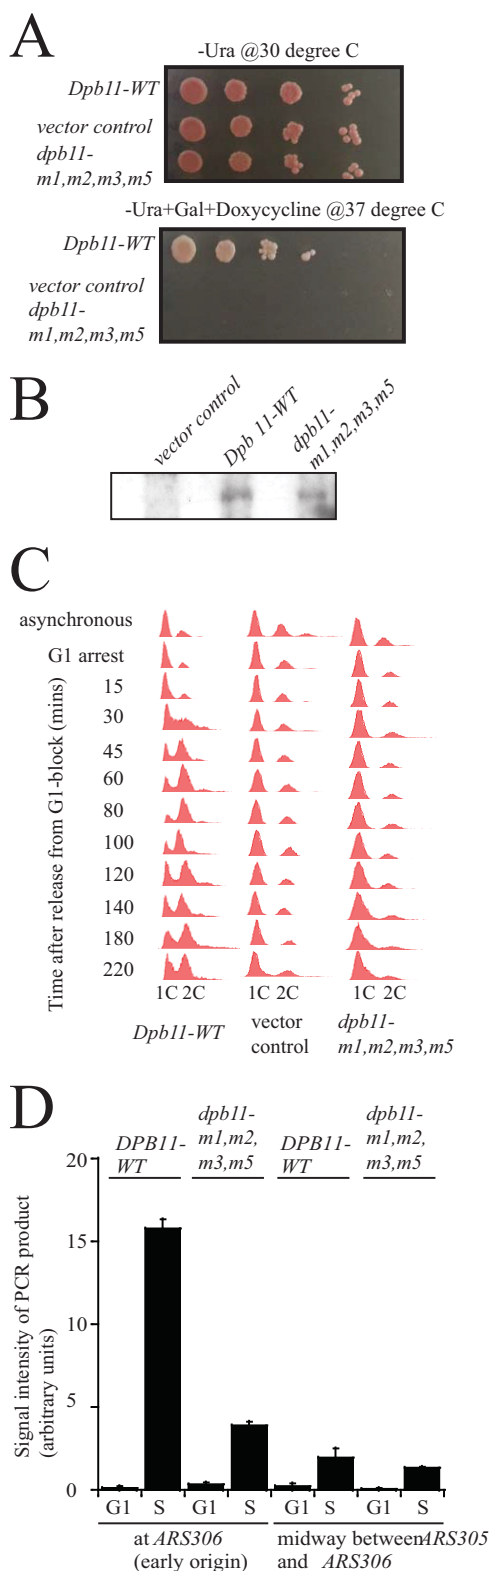 A
-Ura @30 degree C
Dpb11-WT
vector control
dpb11-
m1,m2,m3,m5
-Ura+Gal+Doxycycline @37 degree C
Dpb11-WT
vector control
dpb11-
m1,m2,m3,m5
B
vector control
Dpb 11-WT
dpb11-
m1,m2,m3,m5
C
Time after release from G1-block (mins)
asynchronous
G1 arrest
15
30
45
60
80
100
120
140
180
220
1C 2C
1C 2C
1C 2C
Dpb11-WT
vector
control
dpb11-
m1,m2,m3,m5
D
DPB11-
WT
dpb11-
m1,m2,
m3,m5
DPB11-
WT
dpb11-
m1,m2,
m3,m5
Signal intensity of PCR product
(arbitrary units)
20
15
10
5
0
G1 S G1 S G1 S G1 S
at ARS306
(early origin)
midway between ARS305
and ARS306